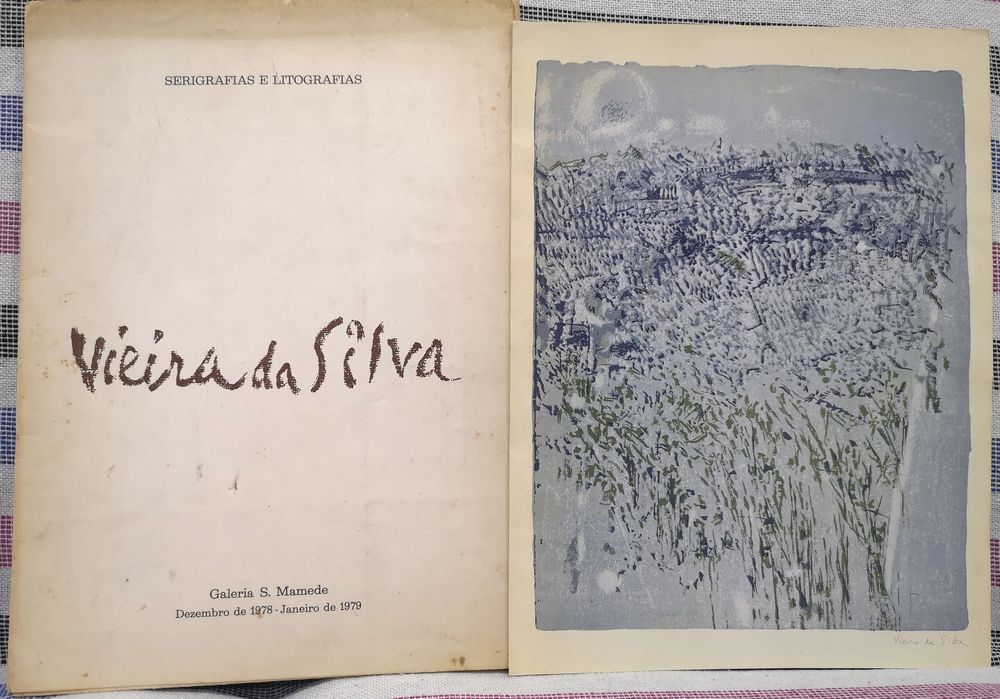 SERIGRAFIAS E LITOGRAFIAS
Vieira da Silva
Galeria S. Mamede
Dezembro de 1978 - Janeiro de 1979
Vieira da Silva